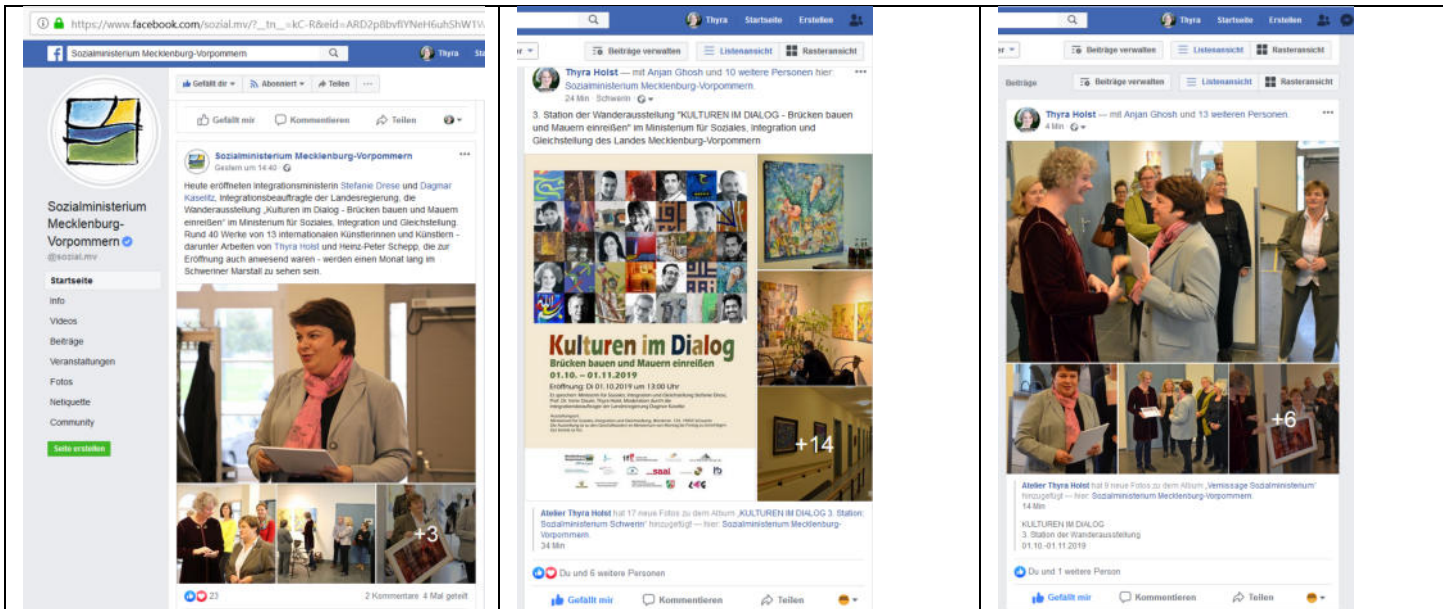 https://www.facebook.com/sozial.mv/?__tn__=kC-R&eid=ARD2p8bvflYNeH6uhShW1V
Sozialministerium Mecklenburg-Vorpommern
Thyra
Sta
Gefällt dir
Abonniert
Teilen
Gefällt mir
Kommentieren
Teilen
Sozialministerium
Mecklenburg-
Vorpommern
@sozial.mv
Startseite
Info
Videos
Beiträge
Veranstaltungen
Fotos
Netiquette
Community
Seite erstellen
Sozialministerium Mecklenburg-Vorpommern
Gestern um 14:40
Heute eröffneten Integrationsministerin Stefanie Drese und Dagmar
Kaselitz, Integrationsbeauftragte der Landesregierung, die
Wanderausstellung „Kulturen im Dialog - Brücken bauen und Mauern
einreißen" im Ministerium für Soziales, Integration und Gleichstellung.
Rund 40 Werke von 13 internationalen Künstlerinnen und Künstlern -
darunter Arbeiten von Thyra Holst und Heinz-Peter Schepp, die zur
Eröffnung auch anwesend waren - werden einen Monat lang im
Schweriner Marstall zu sehen sein.
+3
23
2 Kommentare 4 Mal geteilt
Thyra
Startseite
Erstellen
er
Beiträge verwalten
Listenansicht
Rasteransicht
Thyra Holst — mit Anjan Ghosh und 10 weitere Personen hier:
Sozialministerium Mecklenburg-Vorpommern.
24 Min · Schwerin
3. Station der Wanderausstellung "KULTUREN IM DIALOG - Brücken bauen
und Mauern einreißen" im Ministerium für Soziales, Integration und
Gleichstellung des Landes Mecklenburg-Vorpommern
Kulturen im Dialog
Brücken bauen und Mauern einreißen
01.10. – 01.11.2019
Eröffnung: Di 01.10.2019 um 13:00 Uhr
saai
+14
Atelier Thyra Holst hat 17 neue Fotos zu dem Album „KULTUREN IM DIALOG 3. Station:
Sozialministerium Schwerin" hinzugefügt — hier: Sozialministerium Mecklenburg-
Vorpommern.
34 Min
Du und 6 weitere Personen
Gefällt mir
Kommentieren
Teilen
Thyra
Startseite
Erstellen
er
Beiträge verwalten
Listenansicht
Rasteransicht
Beiträge
Beiträge verwalten
Listenansicht
Rasteransicht
Thyra Holst — mit Anjan Ghosh und 13 weiteren Personen.
4 Min
+6
Atelier Thyra Holst hat 9 neue Fotos zu dem Album „Vernissage Sozialministerium"
hinzugefügt — hier: Sozialministerium Mecklenburg-Vorpommern.
14 Min
KULTUREN IM DIALOG
3. Station der Wanderausstellung
01.10.-01.11.2019
Du und 1 weitere Person
Gefällt mir
Kommentieren
Teilen